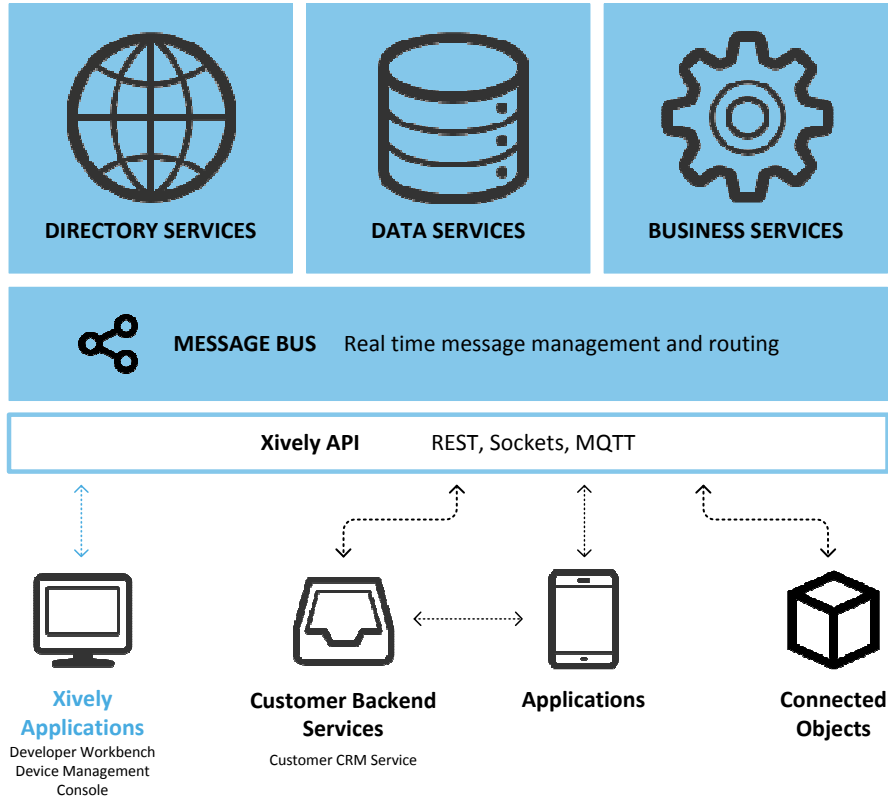 DIRECTORY SERVICES
DATA SERVICES
BUSINESS SERVICES
MESSAGE BUS Real time message management and routing
Xively API REST, Sockets, MQTT
Xively
Applications
Developer Workbench
Device Management
Console
Customer Backend
Services
Customer CRM Service
Applications
Connected
Objects